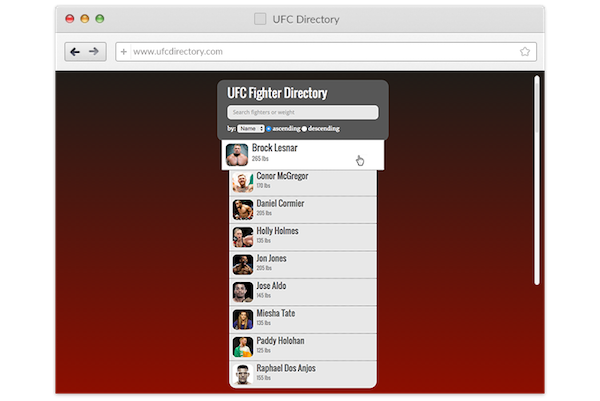 UFC Directory
www.ufcdirectory.com
UFC Fighter Directory
Search fighters or weight
by: Name ascending descending
Brock Lesnar
265 lbs
Conor McGregor
170 lbs
Daniel Cormier
205 lbs
Holly Holmes
135 lbs
Jon Jones
205 lbs
Jose Aldo
145 lbs
Miesha Tate
135 lbs
Paddy Holohan
125 lbs
Raphael Dos Anjos
155 lbs